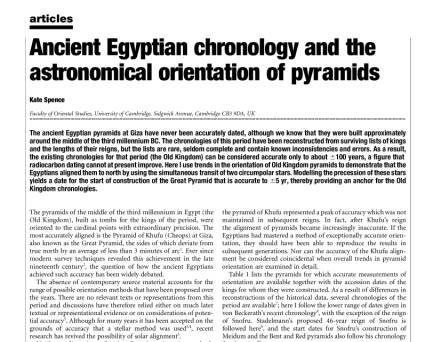 articles
Ancient Egyptian chronology and the
astronomical orientation of pyramids
Kate Spence
Faculty of Oriental Studies, University of Cambridge, Sidgwick Avenue, Cambridge CB3 9DA, UK
The ancient Egyptian pyramids at Giza have never been accurately dated, although we know that they were built approximately
around the middle of the third millennium BC. The chronologies of this period have been reconstructed from surviving lists of kings
and the lengths of their reigns, but the lists are rare, seldom complete and contain known inconsistencies and errors. As a result,
the existing chronologies for that period (the Old Kingdom) can be considered accurate only to about ±100 years, a figure that
radiocarbon dating cannot at present improve. Here I use trends in the orientation of Old Kingdom pyramids to demonstrate that the
Egyptians aligned them to north by using the simultaneous transit of two circumpolar stars. Modelling the precession of these stars
yields a date for the start of construction of the Great Pyramid that is accurate to ±5 yr, thereby providing an anchor for the Old
Kingdom chronologies.
The pyramids of the middle of the third millennium in Egypt (the
Old Kingdom), built as tombs for the kings of the period, were
oriented to the cardinal points with extraordinary precision. The
most accurately aligned is the Pyramid of Khufu (Cheops) at Giza,
also known as the Great Pyramid, the sides of which deviate from
true north by an average of less than 3 minutes of arc. Ever since
modern survey techniques revealed this achievement in the late
nineteenth century, the question of how the ancient Egyptians
achieved such accuracy has been widely debated.
The absence of contemporary source material accounts for the
range of possible orientation methods that have been proposed over
the years. There are no relevant texts or representations from this
period and discussions have therefore relied either on much later
textual or representational evidence or on considerations of poten-
tial accuracy. Although for many years it has been accepted on the
grounds of accuracy that a stellar method was used, recent
research has revived the possibility of solar alignment.
the pyramid of Khufu represented a peak of accuracy which was not
maintained in subsequent reigns. In fact, after Khufu's reign
the alignment of pyramids became increasingly inaccurate. If the
Egyptians had mastered a method of exceptionally accurate orien-
tation, they should have been able to reproduce the results in
subsequent generations. Nor can the accuracy of the Khufu align-
ment be considered coincidental when overall trends in pyramid
orientation are examined in detail.
Table 1 lists the pyramids for which accurate measurements of
orientation are available together with the accession dates of the
kings for whom they were constructed. As a result of differences in
reconstructions of the historical data, several chronologies of the
period are available; here I follow the lower range of dates given in
von Beckerath's recent chronology, with the exception of the reign
of Snofru. Stadelmann's proposed 46-year reign of Snofru is
followed here, and the start dates for Snofru's construction of
Meidum and the Bent and Red pyramids also follow his chronology